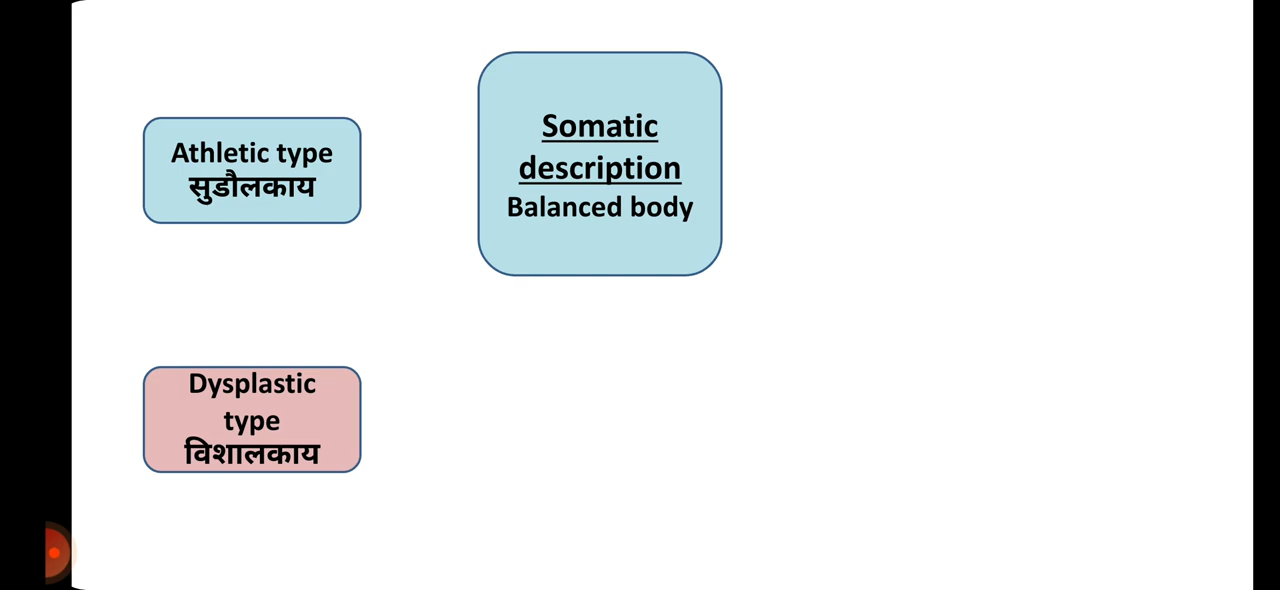 Athletic type
सुडौलकाय
Somatic
description
Balanced body
Dysplastic
type
विशालकाय